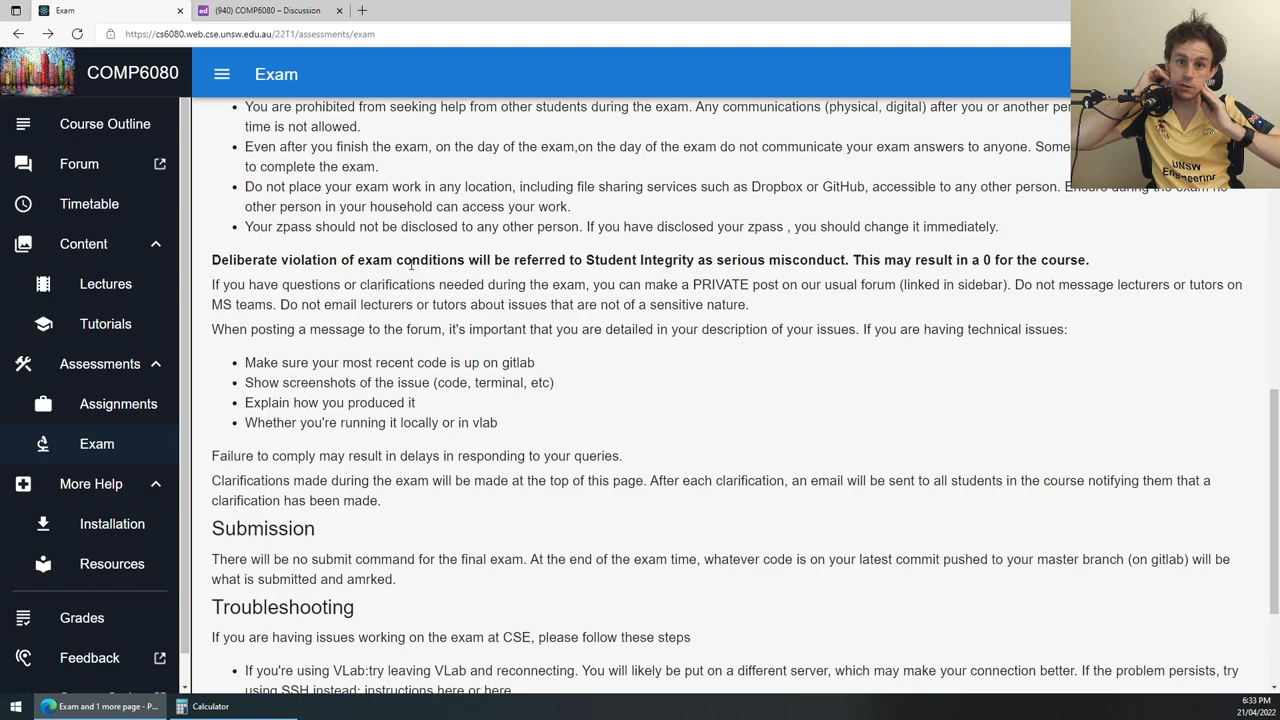 Exam
(940) COMP6080 – Discussion
https://cs6080.web.cse.unsw.edu.au/22T1/assessments/exam
COMP6080
Exam
Course Outline
Forum
Timetable
Content
Lectures
Tutorials
Assessments
Assignments
Exam
More Help
Installation
Resources
Grades
Feedback
You are prohibited from seeking help from other students during the exam. Any communications (physical, digital) after you or another
time is not allowed.
Even after you finish the exam, on the day of the exam,on the day of the exam do not communicate your exam answers to anyone. Some
to complete the exam.
Do not place your exam work in any location, including file sharing services such as Dropbox or GitHub, accessible to any other person. Ensure during the exam no
other person in your household can access your work.
Your zpass should not be disclosed to any other person. If you have disclosed your zpass , you should change it immediately.
Deliberate violation of exam conditions will be referred to Student Integrity as serious misconduct. This may result in a 0 for the course.
If you have questions or clarifications needed during the exam, you can make a PRIVATE post on our usual forum (linked in sidebar). Do not message lecturers or tutors on
MS teams. Do not email lecturers or tutors about issues that are not of a sensitive nature.
When posting a message to the forum, it's important that you are detailed in your description of your issues. If you are having technical issues:
Make sure your most recent code is up on gitlab
Show screenshots of the issue (code, terminal, etc)
Explain how you produced it
Whether you're running it locally or in vlab
Failure to comply may result in delays in responding to your queries.
Clarifications made during the exam will be made at the top of this page. After each clarification, an email will be sent to all students in the course notifying them that a
clarification has been made.
Submission
There will be no submit command for the final exam. At the end of the exam time, whatever code is on your latest commit pushed to your master branch (on gitlab) will be
what is submitted and amrked.
Troubleshooting
If you are having issues working on the exam at CSE, please follow these steps
If you're using VLab:try leaving VLab and reconnecting. You will likely be put on a different server, which may make your connection better. If the problem persists, try
using SSH instead: instructions here or here
UNSW
Engineering
Exam and 1 more page - P...
Calculator
6:33 PM
21/04/2022